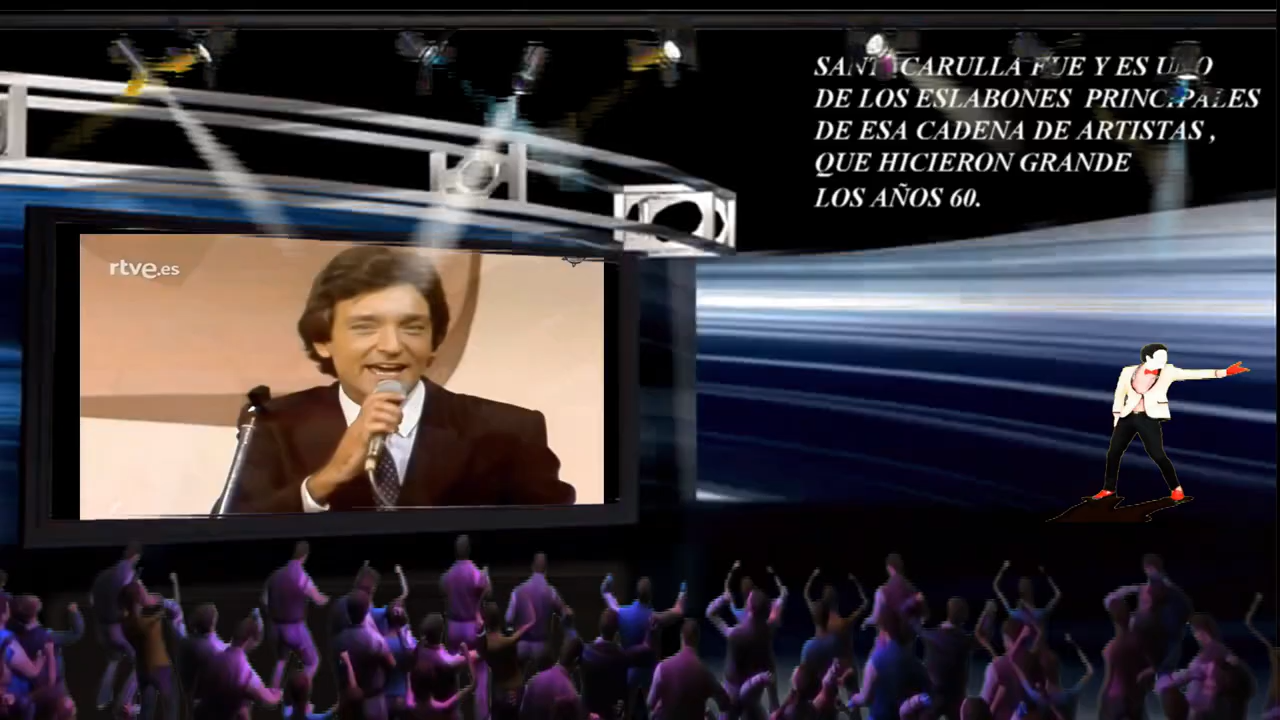 rtve.es
SANTI CARULLA FUE Y ES UNO
DE LOS ESLABONES PRINCIPALES
DE ESA CADENA DE ARTISTAS ,
QUE HICIERON GRANDE
LOS AÑOS 60.